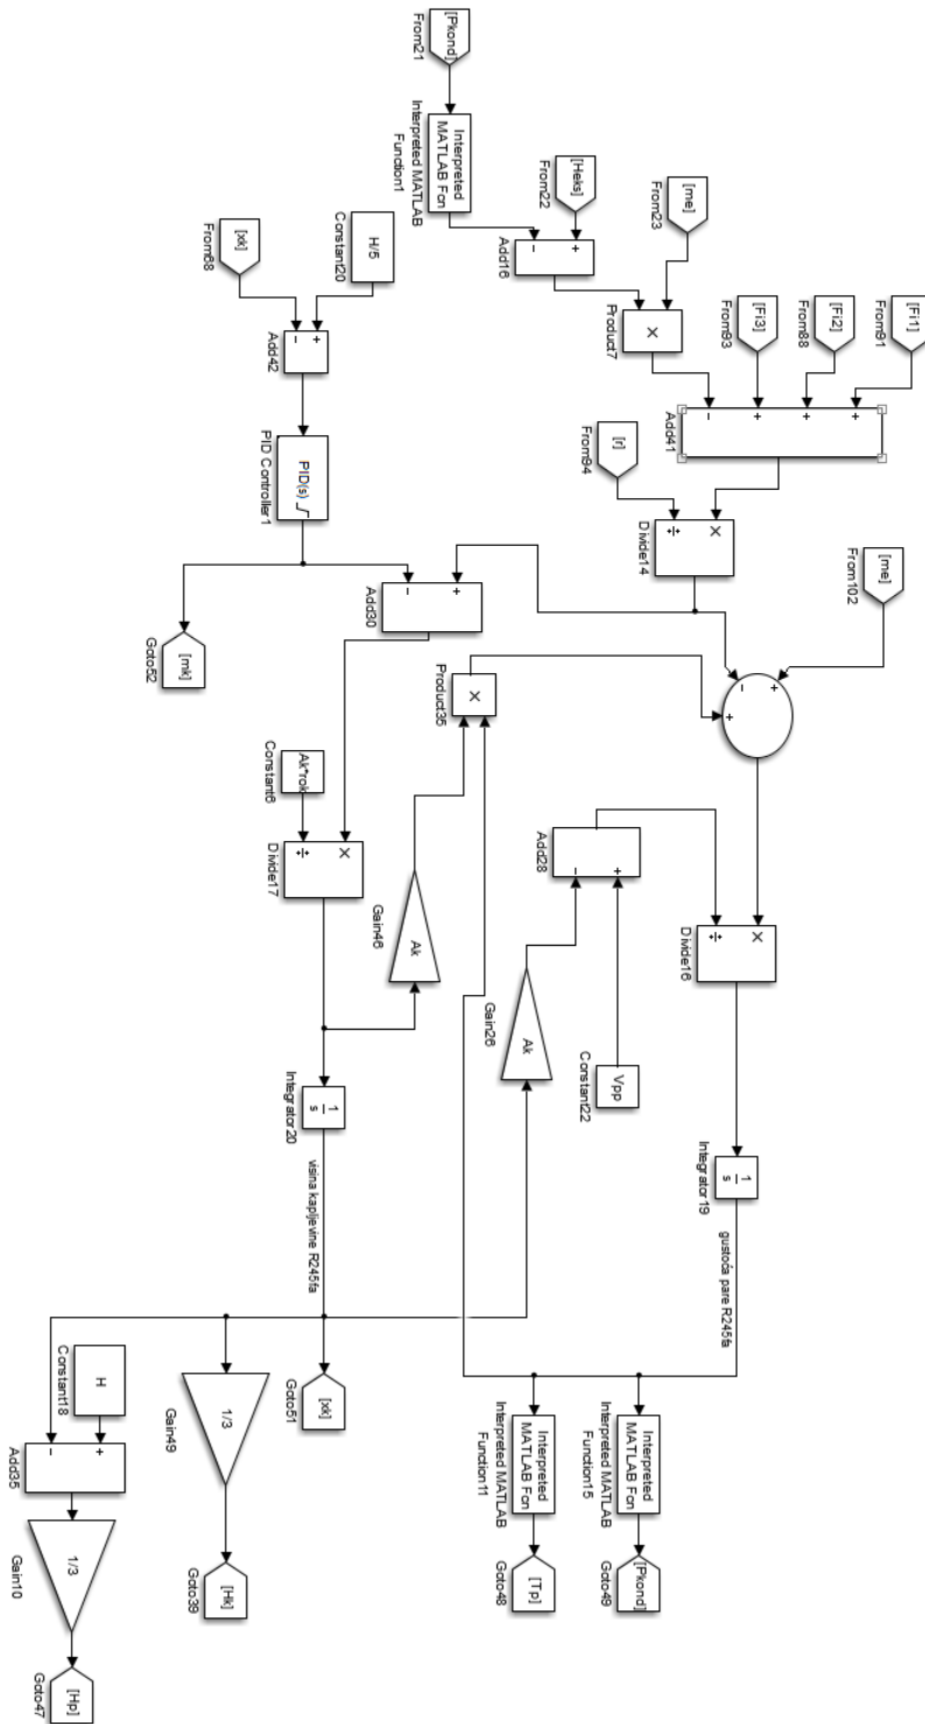 [Fi1]
From91
[Fi2]
From88
[Fi3]
From93
+
+
+
−
Add41
[me]
From23
×
Product7
[Heks]
From22
+
−
Add16
[Pkond]
From21
Interpreted
MATLAB Fcn
Interpreted MATLAB
Function1
[r]
From94
×
÷
Divide14
[me]
From102
+
−
+
×
÷
Divide16
1
s
Integrator19
gustoća pare R245fa
Interpreted
MATLAB Fcn
Interpreted MATLAB
Function15
[Pkond]
Goto49
Interpreted
MATLAB Fcn
Interpreted MATLAB
Function11
[Tp]
Goto48
Vpp
Constant22
+
−
Add28
Ak
Gain26
×
Product35
Ak
Gain46
H/5
Constant20
[xk]
From68
+
−
Add42
PID(s)
PID Controller1
+
−
Add30
[mk]
Goto52
Ak*rok
Constant6
×
÷
Divide17
1
s
Integrator20
visina kapljevine R245fa
[xk]
Goto51
1/3
Gain49
[Hk]
Goto39
H
Constant18
+
−
Add35
1/3
Gain10
[Hp]
Goto47